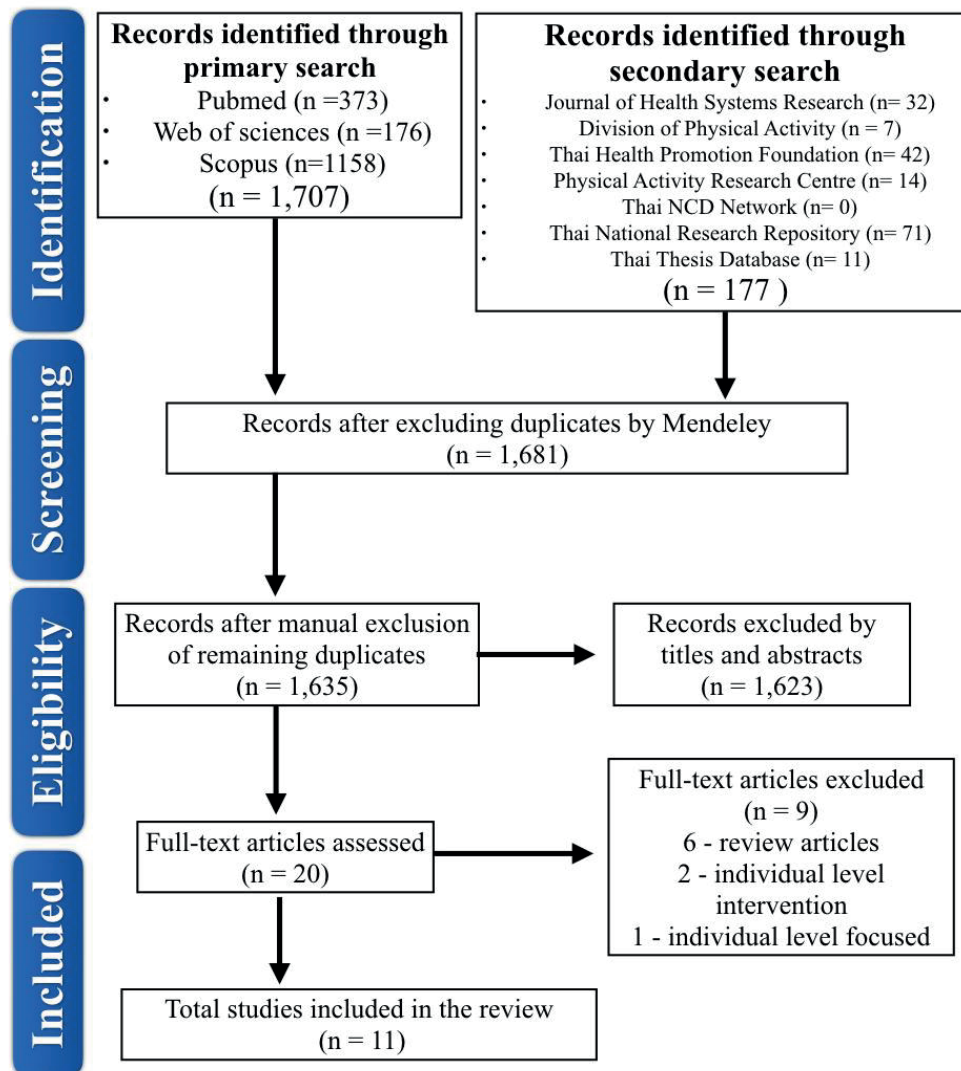 Identification
Records identified through
primary search
· Pubmed (n =373)
· Web of sciences (n =176)
· Scopus (n=1158)
(n = 1,707)
Records identified through
secondary search
· Journal of Health Systems Research (n= 32)
· Division of Physical Activity (n = 7)
· Thai Health Promotion Foundation (n= 42)
· Physical Activity Research Centre (n= 14)
· Thai NCD Network (n= 0)
· Thai National Research Repository (n= 71)
· Thai Thesis Database (n= 11)
(n = 177 )
Screening
Records after excluding duplicates by Mendeley
(n = 1,681)
Eligibility
Records after manual exclusion
of remaining duplicates
(n = 1,635)
Records excluded by
titles and abstracts
(n = 1,623)
Full-text articles assessed
(n = 20)
Full-text articles excluded
(n = 9)
6 - review articles
2 - individual level
intervention
1 - individual level focused
Included
Total studies included in the review
(n = 11)